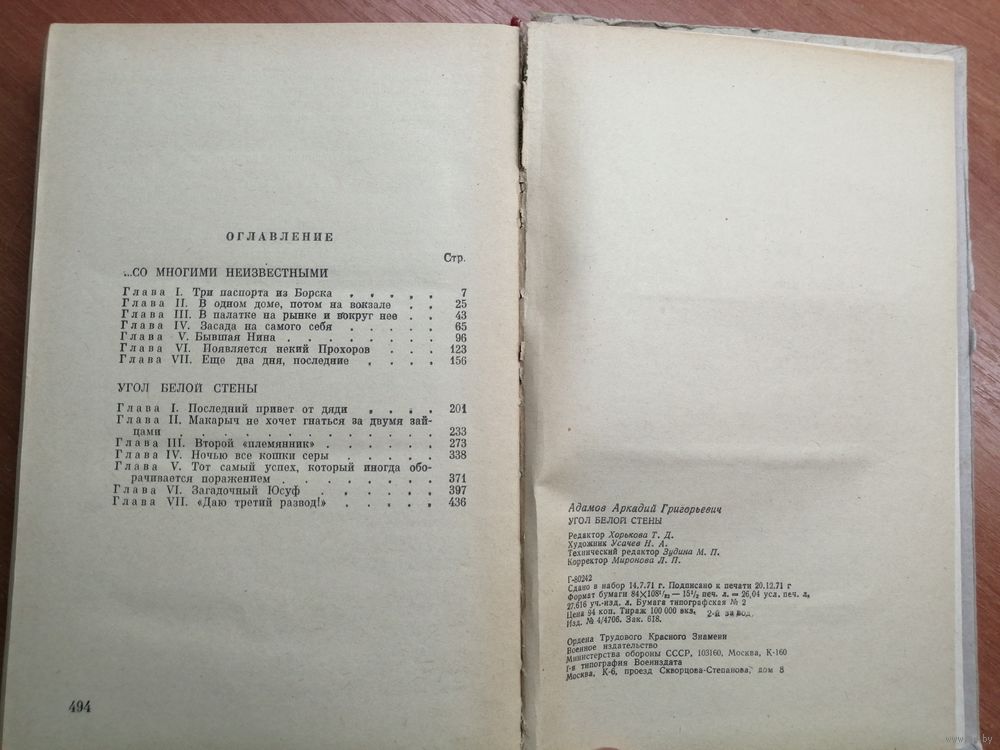 ОГЛАВЛЕНИЕ
Стр.
...СО МНОГИМИ НЕИЗВЕСТНЫМИ
Глава I. Три паспорта из Борска . . . . . 7
Глава II. В одном доме, потом на вокзале . . 25
Глава III. В палатке на рынке и вокруг нее . . 43
Глава IV. Засада на самого себя . . . . . 65
Глава V. Бывшая Нина . . . . . . . 96
Глава VI. Появляется некий Прохоров . . . 123
Глава VII. Еще два дня, последние . . . . 156
УГОЛ БЕЛОЙ СТЕНЫ
Глава I. Последний привет от дяди . . . . 201
Глава II. Макарыч не хочет гнаться за двумя зай-
цами . . . . . . . . . . . . 233
Глава III. Второй «племянник» . . . . . . 273
Глава IV. Ночью все кошки серы . . . . . 338
Глава V. Тот самый успех, который иногда обо-
рачивается поражением . . . . . . . 371
Глава VI. Загадочный Юсуф . . . . . . 397
Глава VII. «Даю третий развод!» . . . . . 436
494
Адамов Аркадий Григорьевич
УГОЛ БЕЛОЙ СТЕНЫ
Редактор Хорькова Т. Д.
Художник Усачев Н. А.
Технический редактор Зудина М. П.
Корректор Миронова Л. П.
Г-80242
Сдано в набор 14.7.71 г. Подписано к печати 20.12.71 г
Формат бумаги 84×108¹/₃₂ — 15¹/₂ печ. л. = 26,04 усл. печ. л.
27,616 уч.-изд. л. Бумага типографская № 2
Цена 94 коп. Тираж 100 000 экз. 2-й завод.
Изд. № 4/4706. Зак. 618.
Ордена Трудового Красного Знамени
Военное издательство
Министерства обороны СССР, 103160, Москва, К-160
1-я типография Воениздата
Москва, К-6, проезд Скворцова-Степанова, дом 8